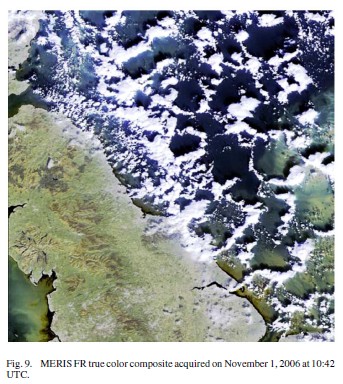 Fig. 9. MERIS FR true color composite acquired on November 1, 2006 at 10:42
UTC.